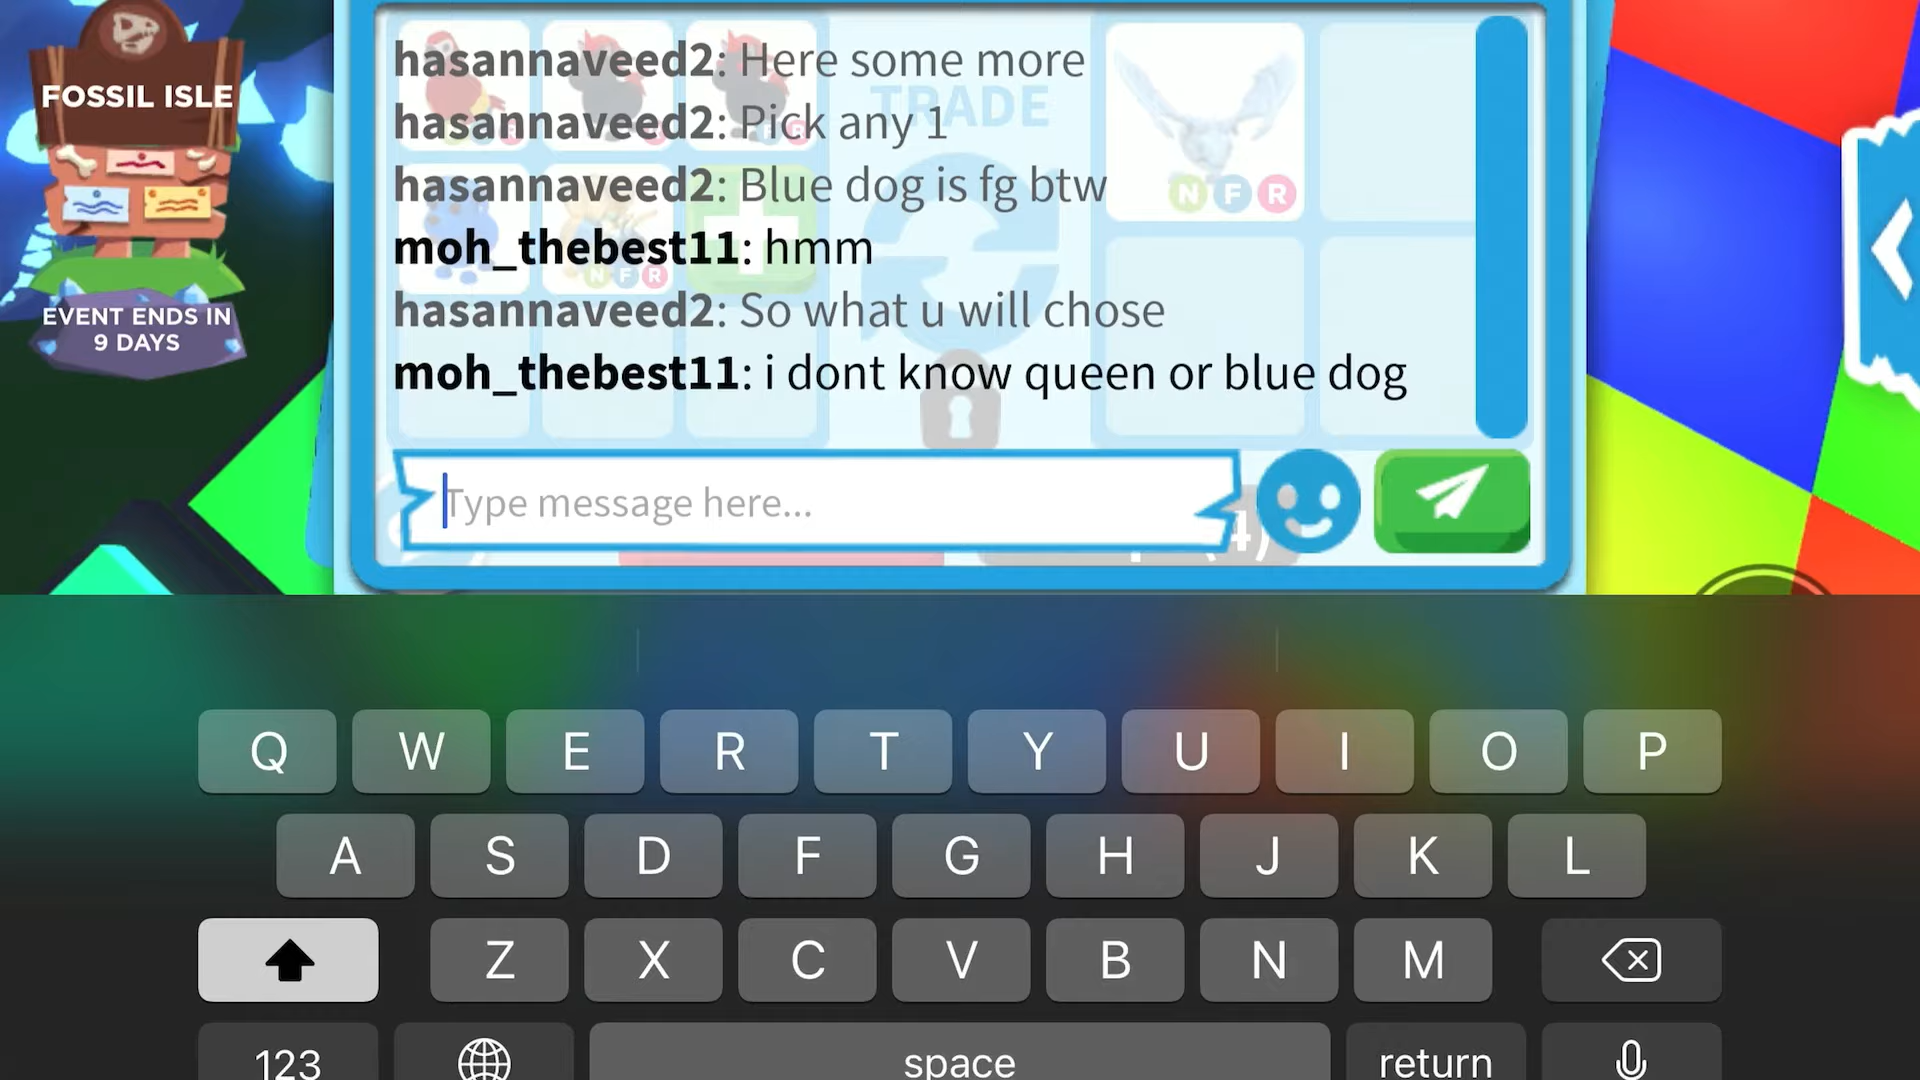 FOSSIL ISLE
EVENT ENDS IN
9 DAYS
hasannaveed2: Here some more
hasannaveed2: Pick any 1
hasannaveed2: Blue dog is fg btw
moh_thebest11: hmm
hasannaveed2: So what u will chose
moh_thebest11: i dont know queen or blue dog
TRADE
N F R
N F R
Type message here...
Q W E R T Y U I O P
A S D F G H J K L
Z X C V B N M
123 space return